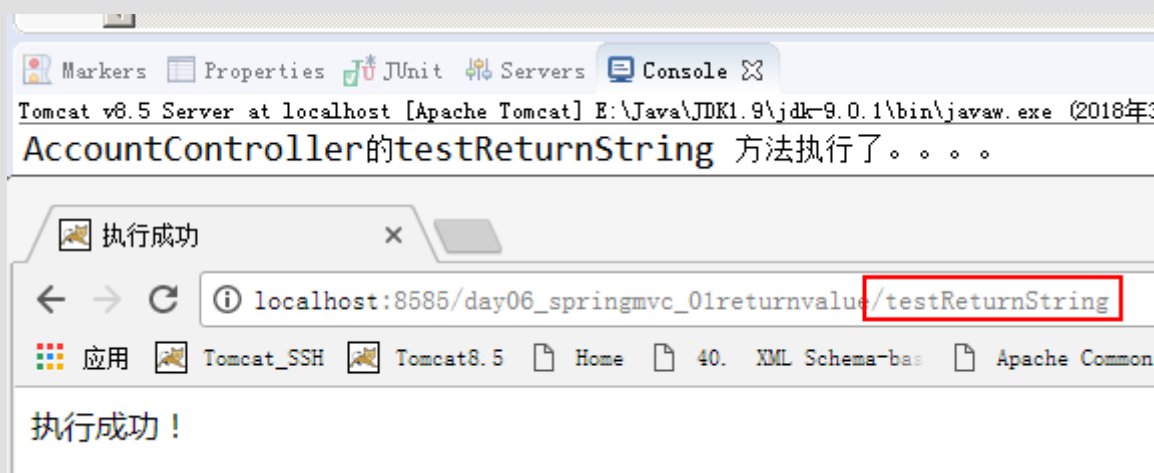 Markers Properties JUnit Servers Console
Tomcat v8.5 Server at localhost [Apache Tomcat] E:\Java\JDK1.9\jdk-9.0.1\bin\javaw.exe (2018年3
AccountController的testReturnString 方法执行了。。。。
执行成功
localhost:8585/day06_springmvc_01returnvalue/testReturnString
应用 Tomcat_SSH Tomcat8.5 Home 40. XML Schema-bas Apache Common
执行成功！